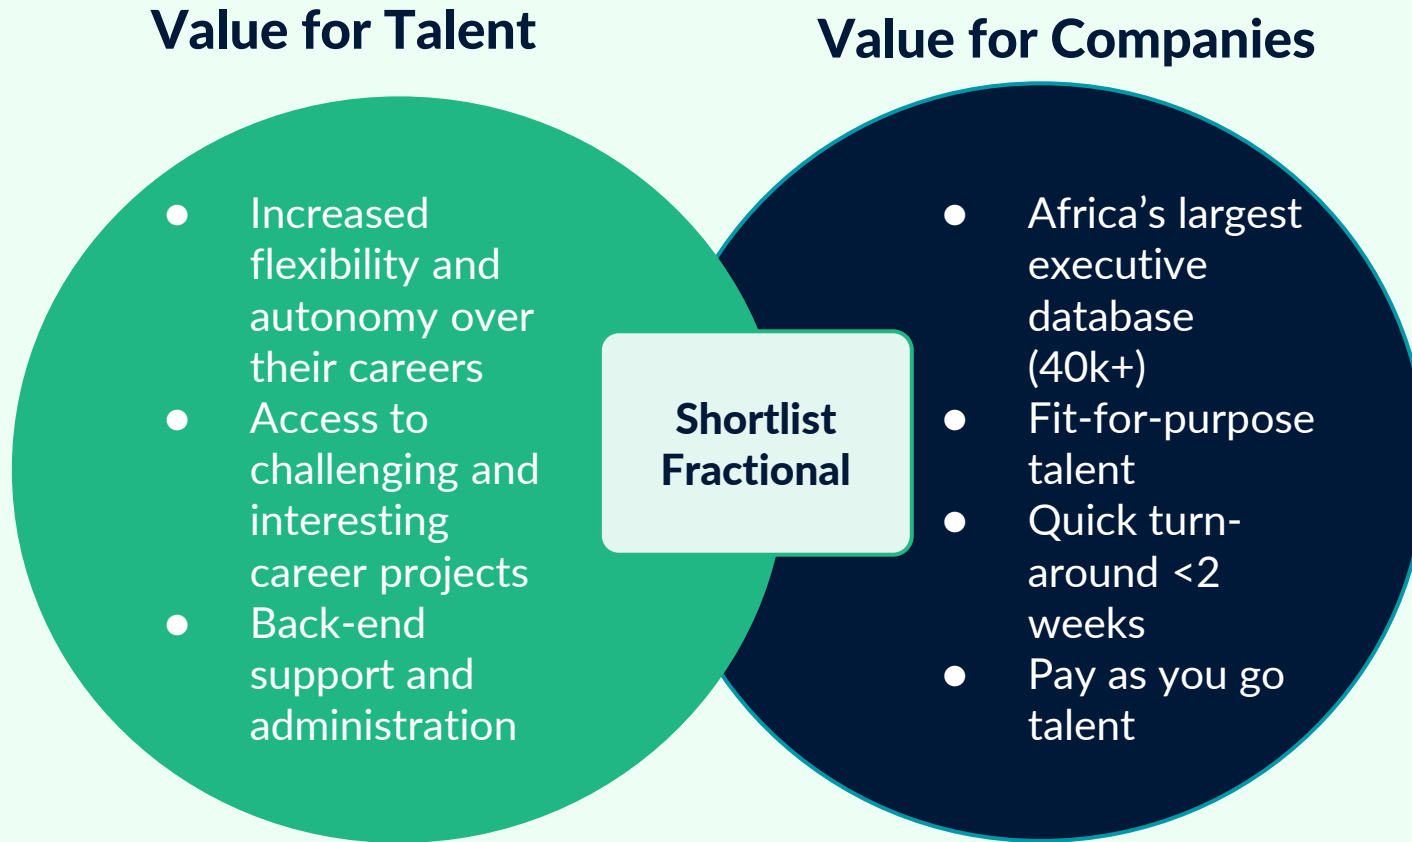 Value for Talent
● Increased
flexibility and
autonomy over
their careers
● Access to
challenging and
interesting
career projects
● Back-end
support and
administration
Shortlist
Fractional
Value for Companies
● Africa’s largest
executive
database
(40k+)
● Fit-for-purpose
talent
● Quick turn-
around <2
weeks
● Pay as you go
talent